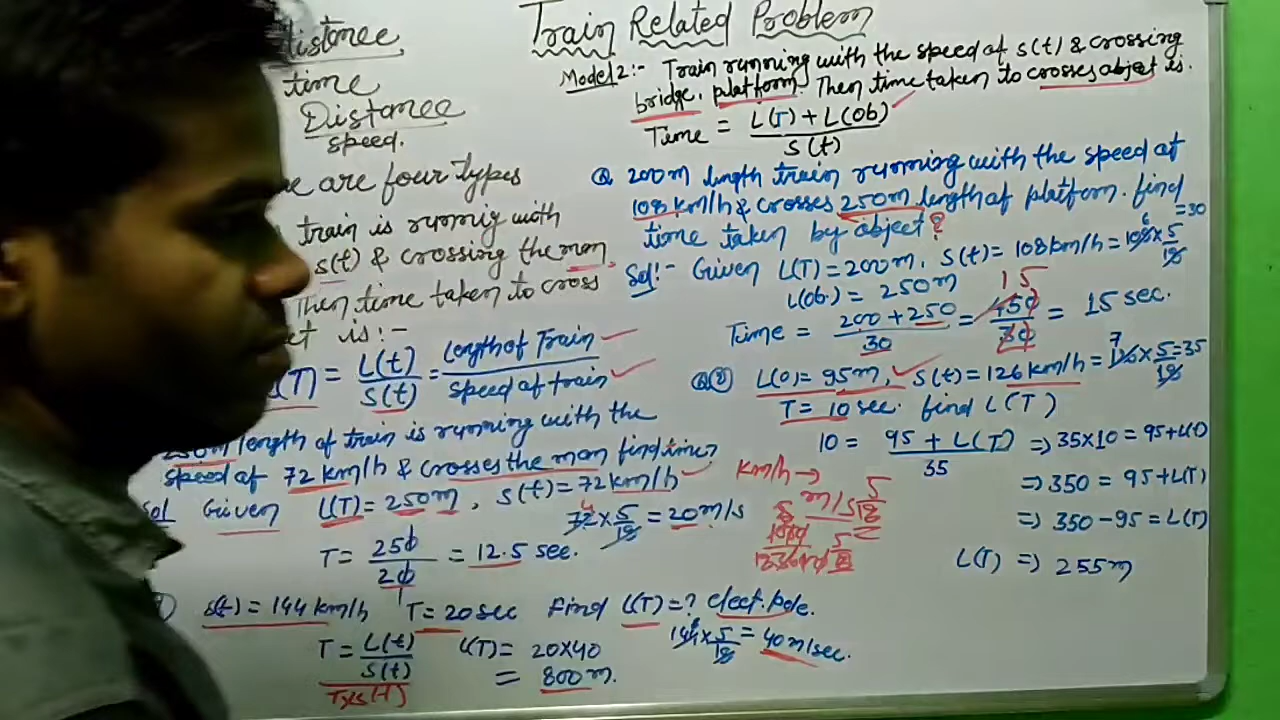 Train Related Problem
distance
time
Distance
speed.
are four types
train is runnig with
s(t) & crossing the man.
Then time taken to cross
is:-
(T) = L(t)/S(t) = Length of Train/speed of train
length of train is running with the
speed of 72 km/h & crosses the man find time?
Sol Given L(T) = 250m, S(t) = 72 km/h
72 × 5/18 = 20 m/s
T = 250/20 = 12.5 sec.
s(t) = 144 km/h T = 20 sec Find L(T) = ? elect. pole.
144 × 5/18 = 40 m/sec.
T = L(t)/S(t) L(T) = 20 × 40
= 800 m.
T×s(t)
Model 2:- Train running with the speed of s(t) & crossing
bridge, platform. Then time taken to crosses object is.
Time = L(T) + L(Ob)/S(t)
Q 200m length train running with the speed of
108 km/h & crosses 250m length of platform. find
time taken by object?
Sol:- Given L(T) = 200m, S(t) = 108 km/h = 108 × 5/18 = 30
L(Ob.) = 250m
Time = 200 + 250/30 = 450/30 = 15 sec.
15
Q② L(O) = 95m, S(t) = 126 km/h = 126 × 5/18 = 35
T = 10 sec. find L(T)
10 = 95 + L(T)/35 ⇒ 35×10 = 95+L(T)
⇒ 350 = 95+L(T)
⇒ 350-95 = L(T)
L(T) ⇒ 255m
Km/h →